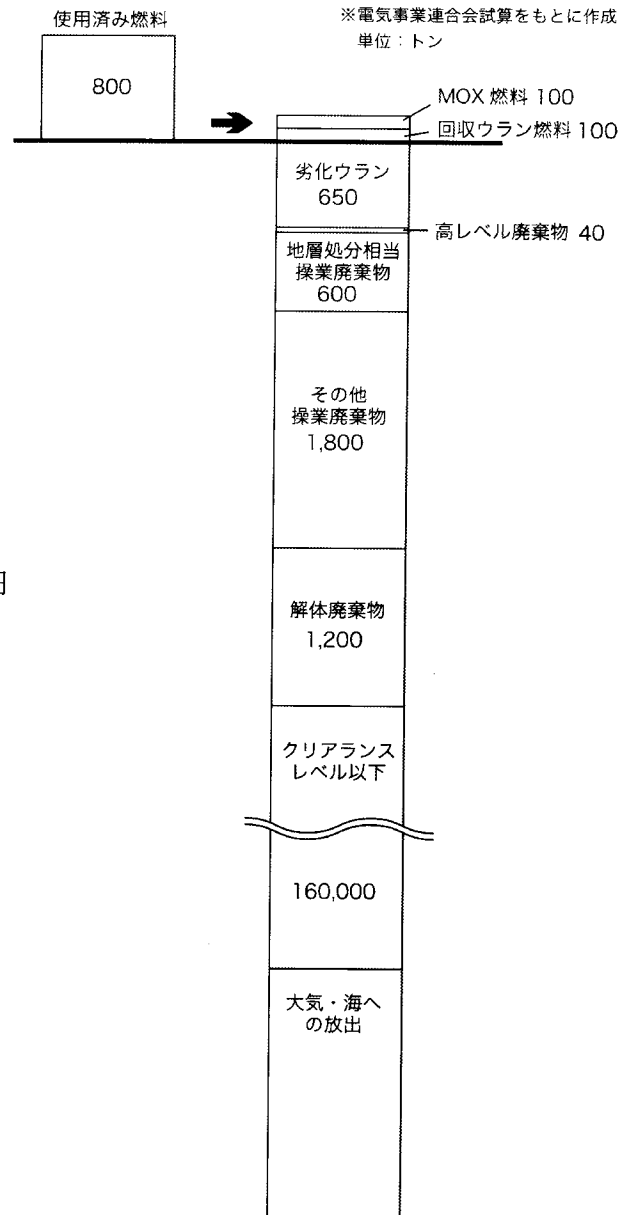 使用済み燃料
※電気事業連合会試算をもとに作成
単位：トン
800
MOX 燃料 100
回収ウラン燃料 100
劣化ウラン
650
高レベル廃棄物 40
地層処分相当
操業廃棄物
600
その他
操業廃棄物
1,800
解体廃棄物
1,200
クリアランス
レベル以下
160,000
大気・海へ
の放出